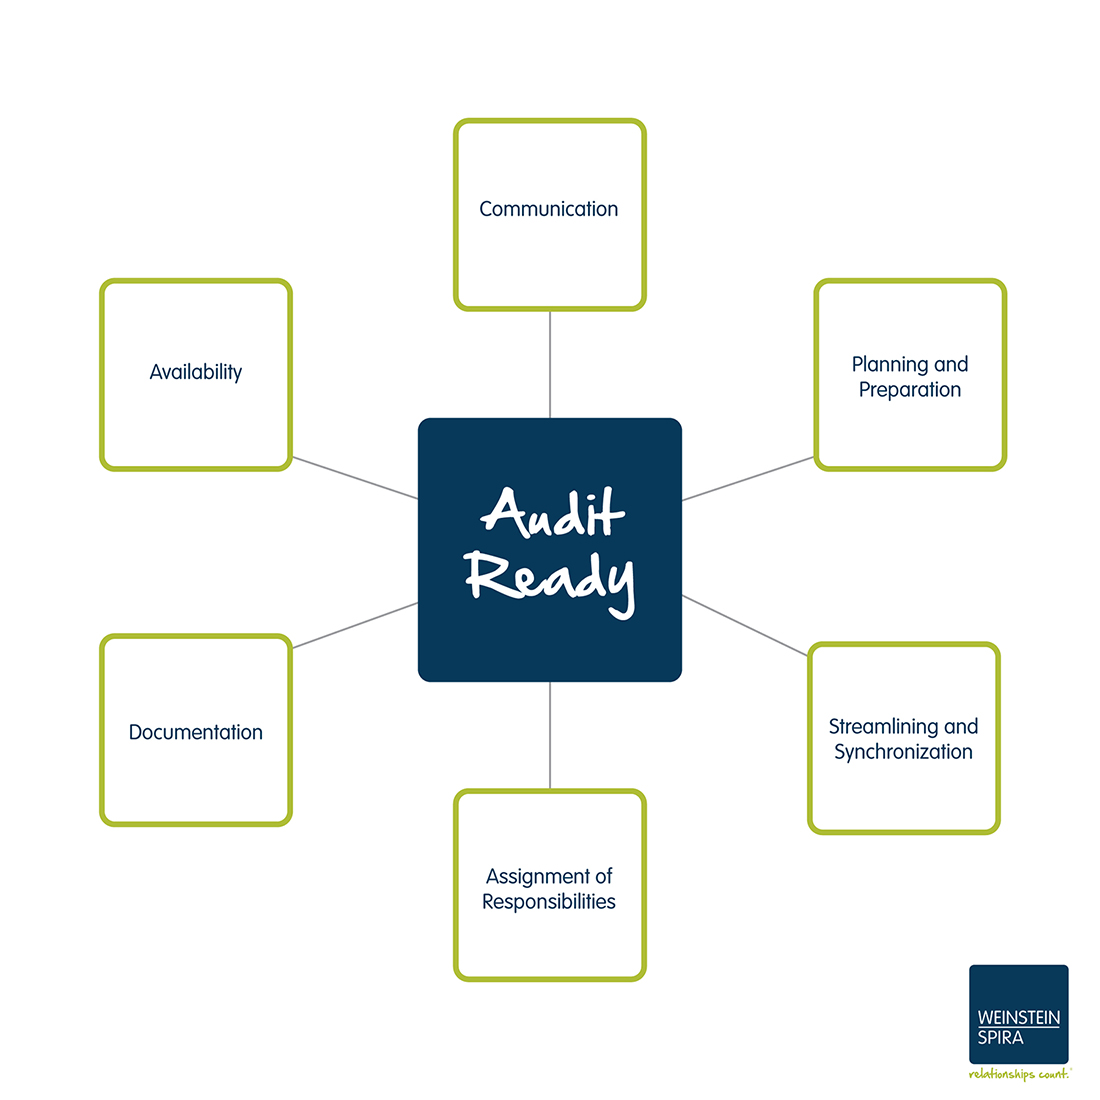 Communication
Availability
Planning and
Preparation
Audit
Ready
Documentation
Streamlining and
Synchronization
Assignment of
Responsibilities
WEINSTEIN
SPIRA
relationships count.